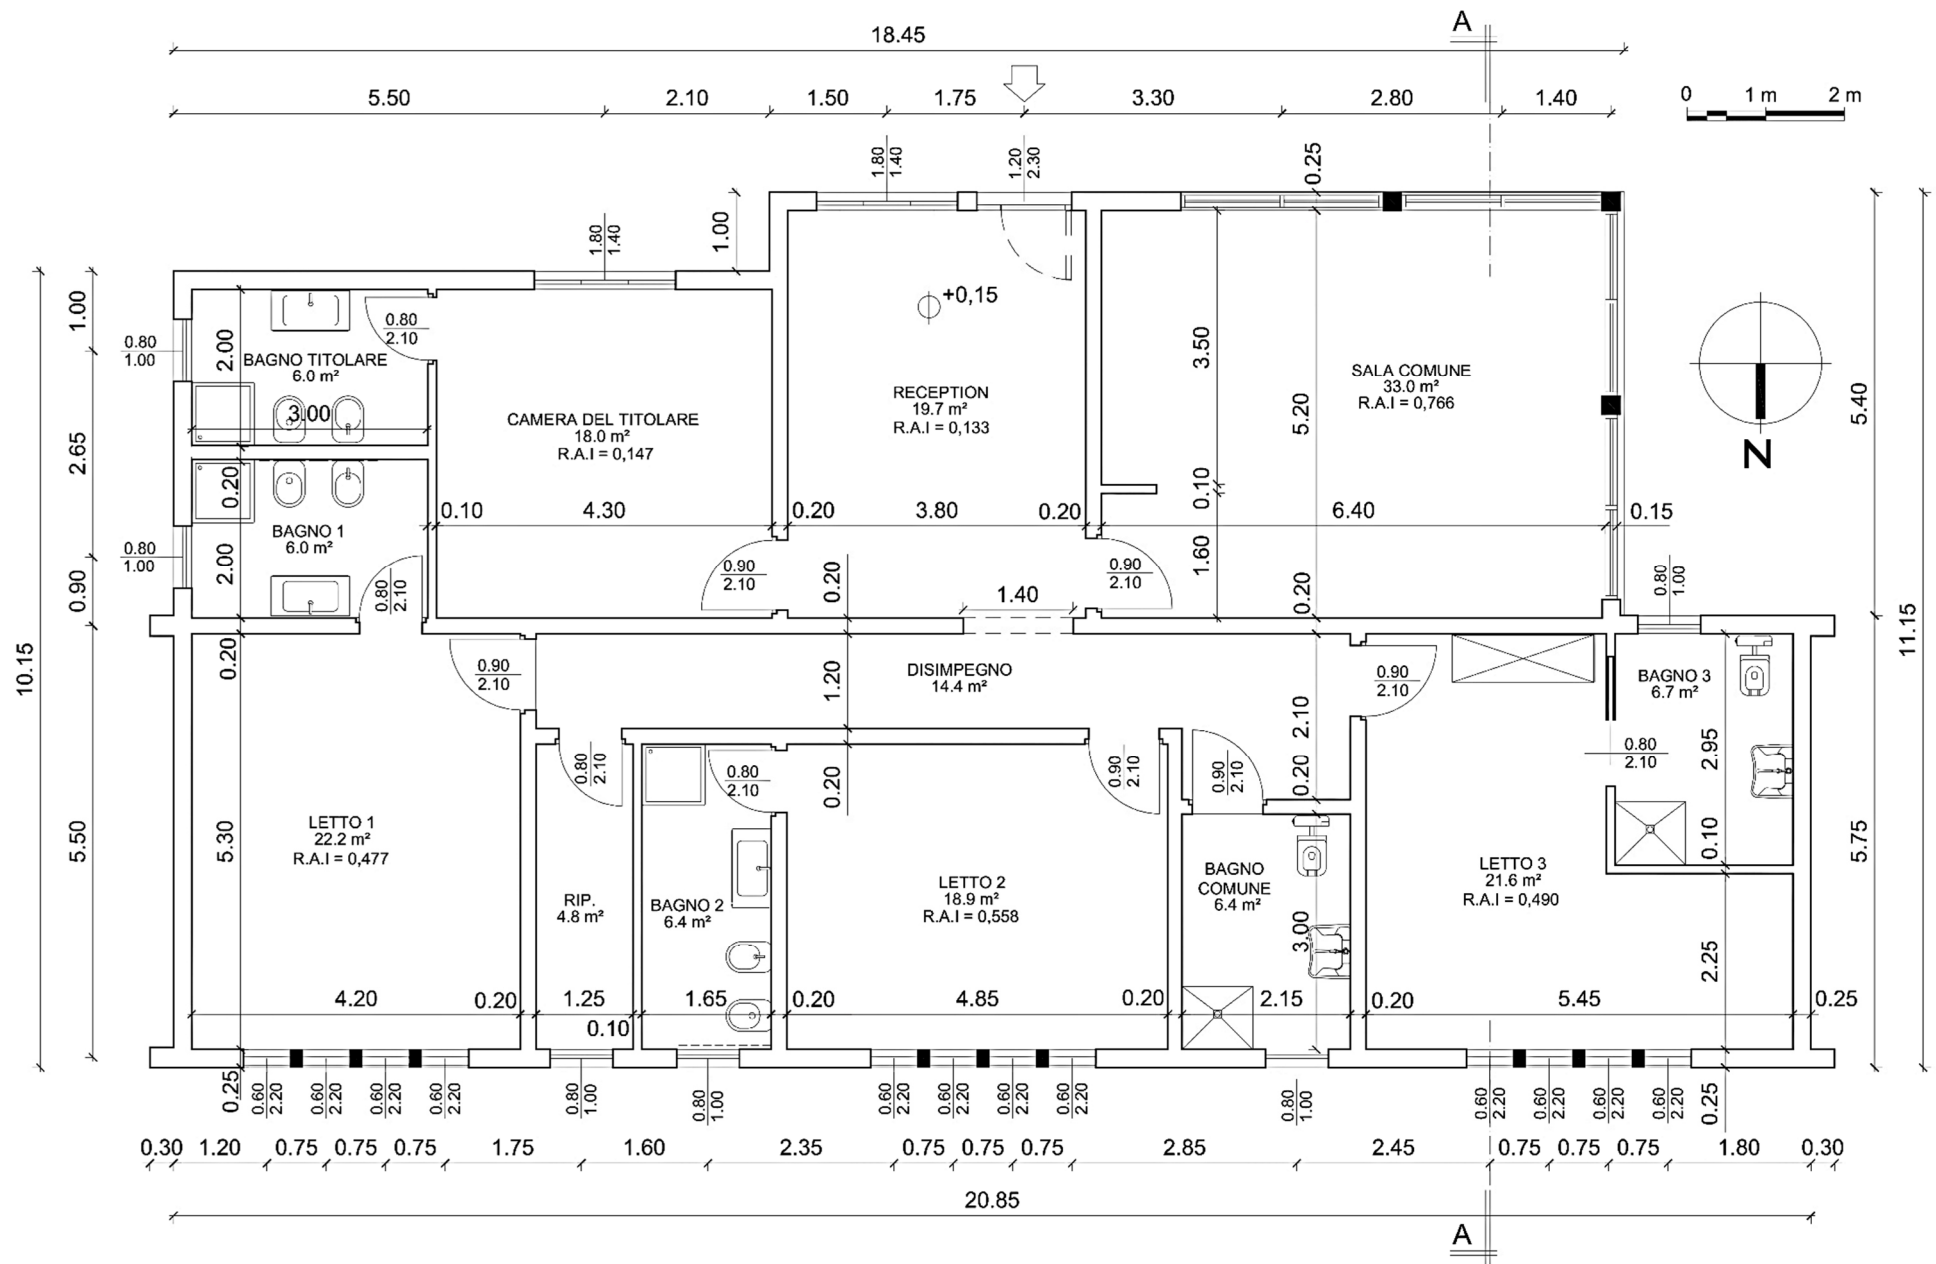 A
18.45
5.50 2.10 1.50 1.75 3.30 2.80 1.40
0 1 m 2 m
1.80
1.40
1.20
2.30
0.25
1.80
1.40
1.00
+0,15
1.00
0.80
1.00
2.00
0.80
2.10
BAGNO TITOLARE
6.0 m²
3.00
CAMERA DEL TITOLARE
18.0 m²
R.A.I = 0,147
RECEPTION
19.7 m²
R.A.I = 0,133
3.50
5.20
SALA COMUNE
33.0 m²
R.A.I = 0,766
5.40
N
2.65
0.20
0.10 4.30 0.20 3.80 0.20 0.10 6.40 0.15
BAGNO 1
6.0 m²
0.80
1.00
2.00
0.80
2.10
0.90
2.10
0.20
0.90
2.10
1.60
0.20
0.80
1.00
0.90
1.40
11.15
10.15
0.20
0.90
2.10
1.20
DISIMPEGNO
14.4 m²
2.10
0.90
2.10
BAGNO 3
6.7 m²
0.80
2.10
2.95
0.80
2.10
0.80
2.10
0.20
0.90
2.10
0.90
2.10
0.20
5.50
5.30
LETTO 1
22.2 m²
R.A.I = 0,477
RIP.
4.8 m²
BAGNO 2
6.4 m²
LETTO 2
18.9 m²
R.A.I = 0,558
BAGNO
COMUNE
6.4 m²
3.00
LETTO 3
21.6 m²
R.A.I = 0,490
0.10
5.75
2.25
4.20 0.20 1.25 0.10 1.65 0.20 4.85 0.20 2.15 0.20 5.45 0.25
0.25
0.60
2.20
0.60
2.20
0.60
2.20
0.60
2.20
0.80
1.00
0.80
1.00
0.60
2.20
0.60
2.20
0.60
2.20
0.60
2.20
0.80
1.00
0.60
2.20
0.60
2.20
0.60
2.20
0.60
2.20
0.25
0.30 1.20 0.75 0.75 0.75 1.75 1.60 2.35 0.75 0.75 0.75 2.85 2.45 0.75 0.75 0.75 1.80 0.30
20.85
A